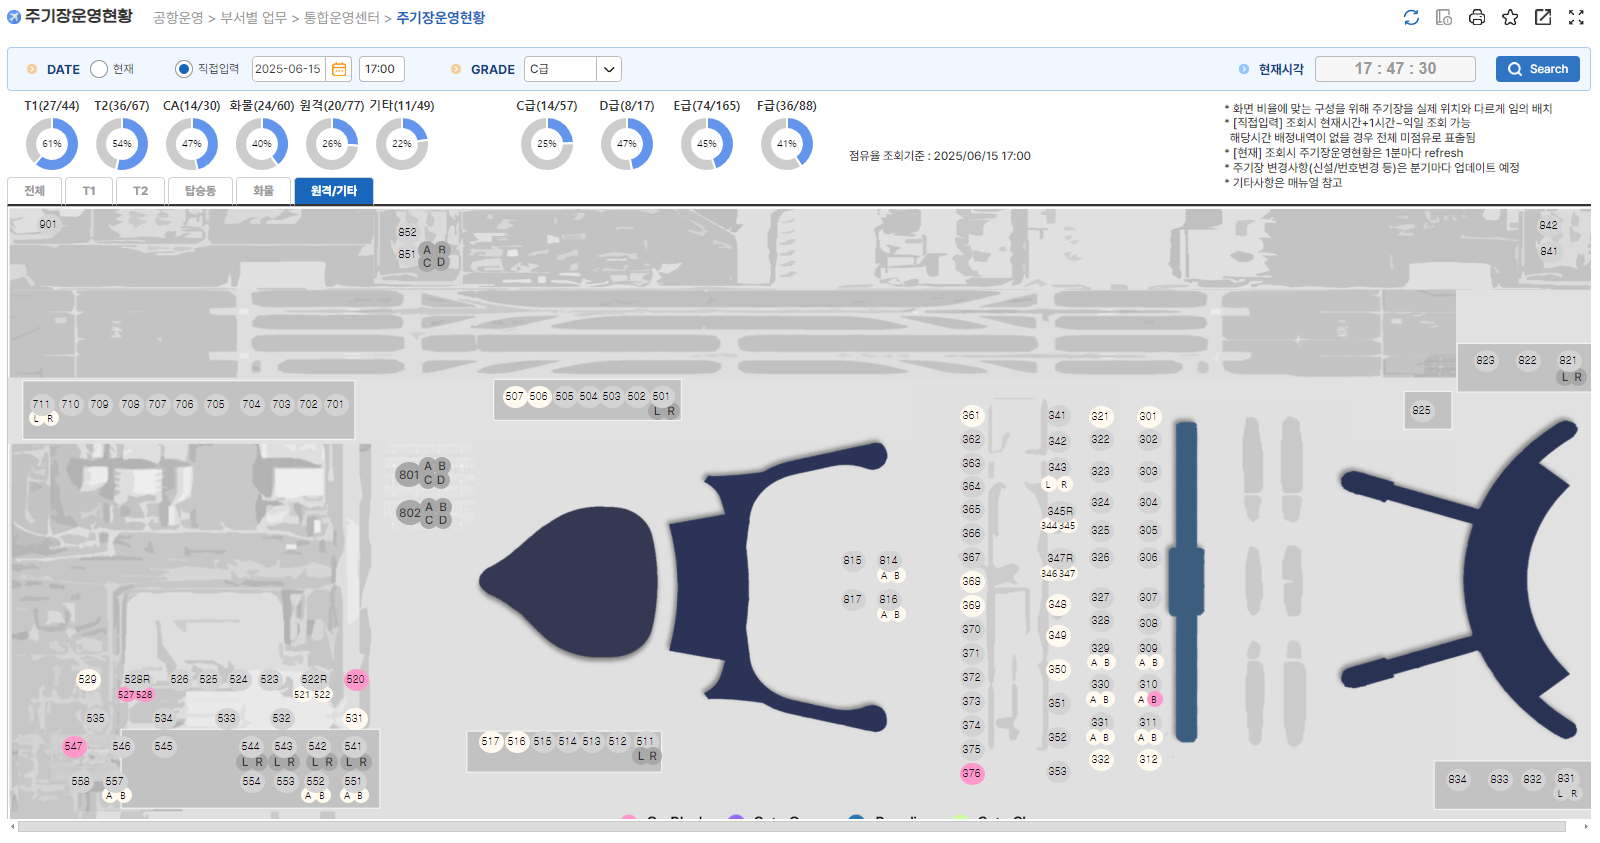 주기장운영현황 공항운영 > 부서별 업무 > 통합운영센터 > 주기장운영현황
DATE 현재 직접입력 2025-06-15 17:00 GRADE C급 현재시각 17 : 47 : 30 Search
T1(27/44) T2(36/67) CA(14/30) 화물(24/60) 원격(20/77) 기타(11/49) C급(14/57) D급(8/17) E급(74/165) F급(36/88)
61% 54% 47% 40% 26% 22% 25% 47% 45% 41%
점유율 조회기준 : 2025/06/15 17:00
* 화면 비율에 맞는 구성을 위해 주기장을 실제 위치와 다르게 임의 배치
* [직접입력] 조회시 현재시간+1시간~익일 조회 가능
해당시간 배정내역이 없을 경우 전체 미점유로 표출됨
* [현재] 조회시 주기장운영현황은 1분마다 refresh
* 주기장 변경사항(신설/번호변경 등)은 분기마다 업데이트 예정
* 기타사항은 매뉴얼 참고
전체 T1 T2 탑승동 화물 원격/기타
901
852
851 A B
C D
842
841
823 822 821
L R
825
711 710 709 708 707 706 705 704 703 702 701
L R
507 506 505 504 503 502 501
L R
801 A B
C D
802 A B
C D
815 814
A B
817 816
A B
361
362
363
364
365
366
367
368
369
370
371
372
373
374
375
376
341
342
343
L R
345R
344 345
347R
346 347
348
349
350
351
352
353
321
322
323
324
325
326
327
328
329
A B
330
A B
331
A B
332
301
302
303
304
305
306
307
308
309
A B
310
A B
311
A B
312
529 528R 526 525 524 523 522R 520
527 528 521 522
535 534 533 532 531
547 546 545 544 543 542 541
L R L R L R L R
558 557 554 553 552 551
A B A B A B
517 516 515 514 513 512 511
L R
834 833 832 831
L R